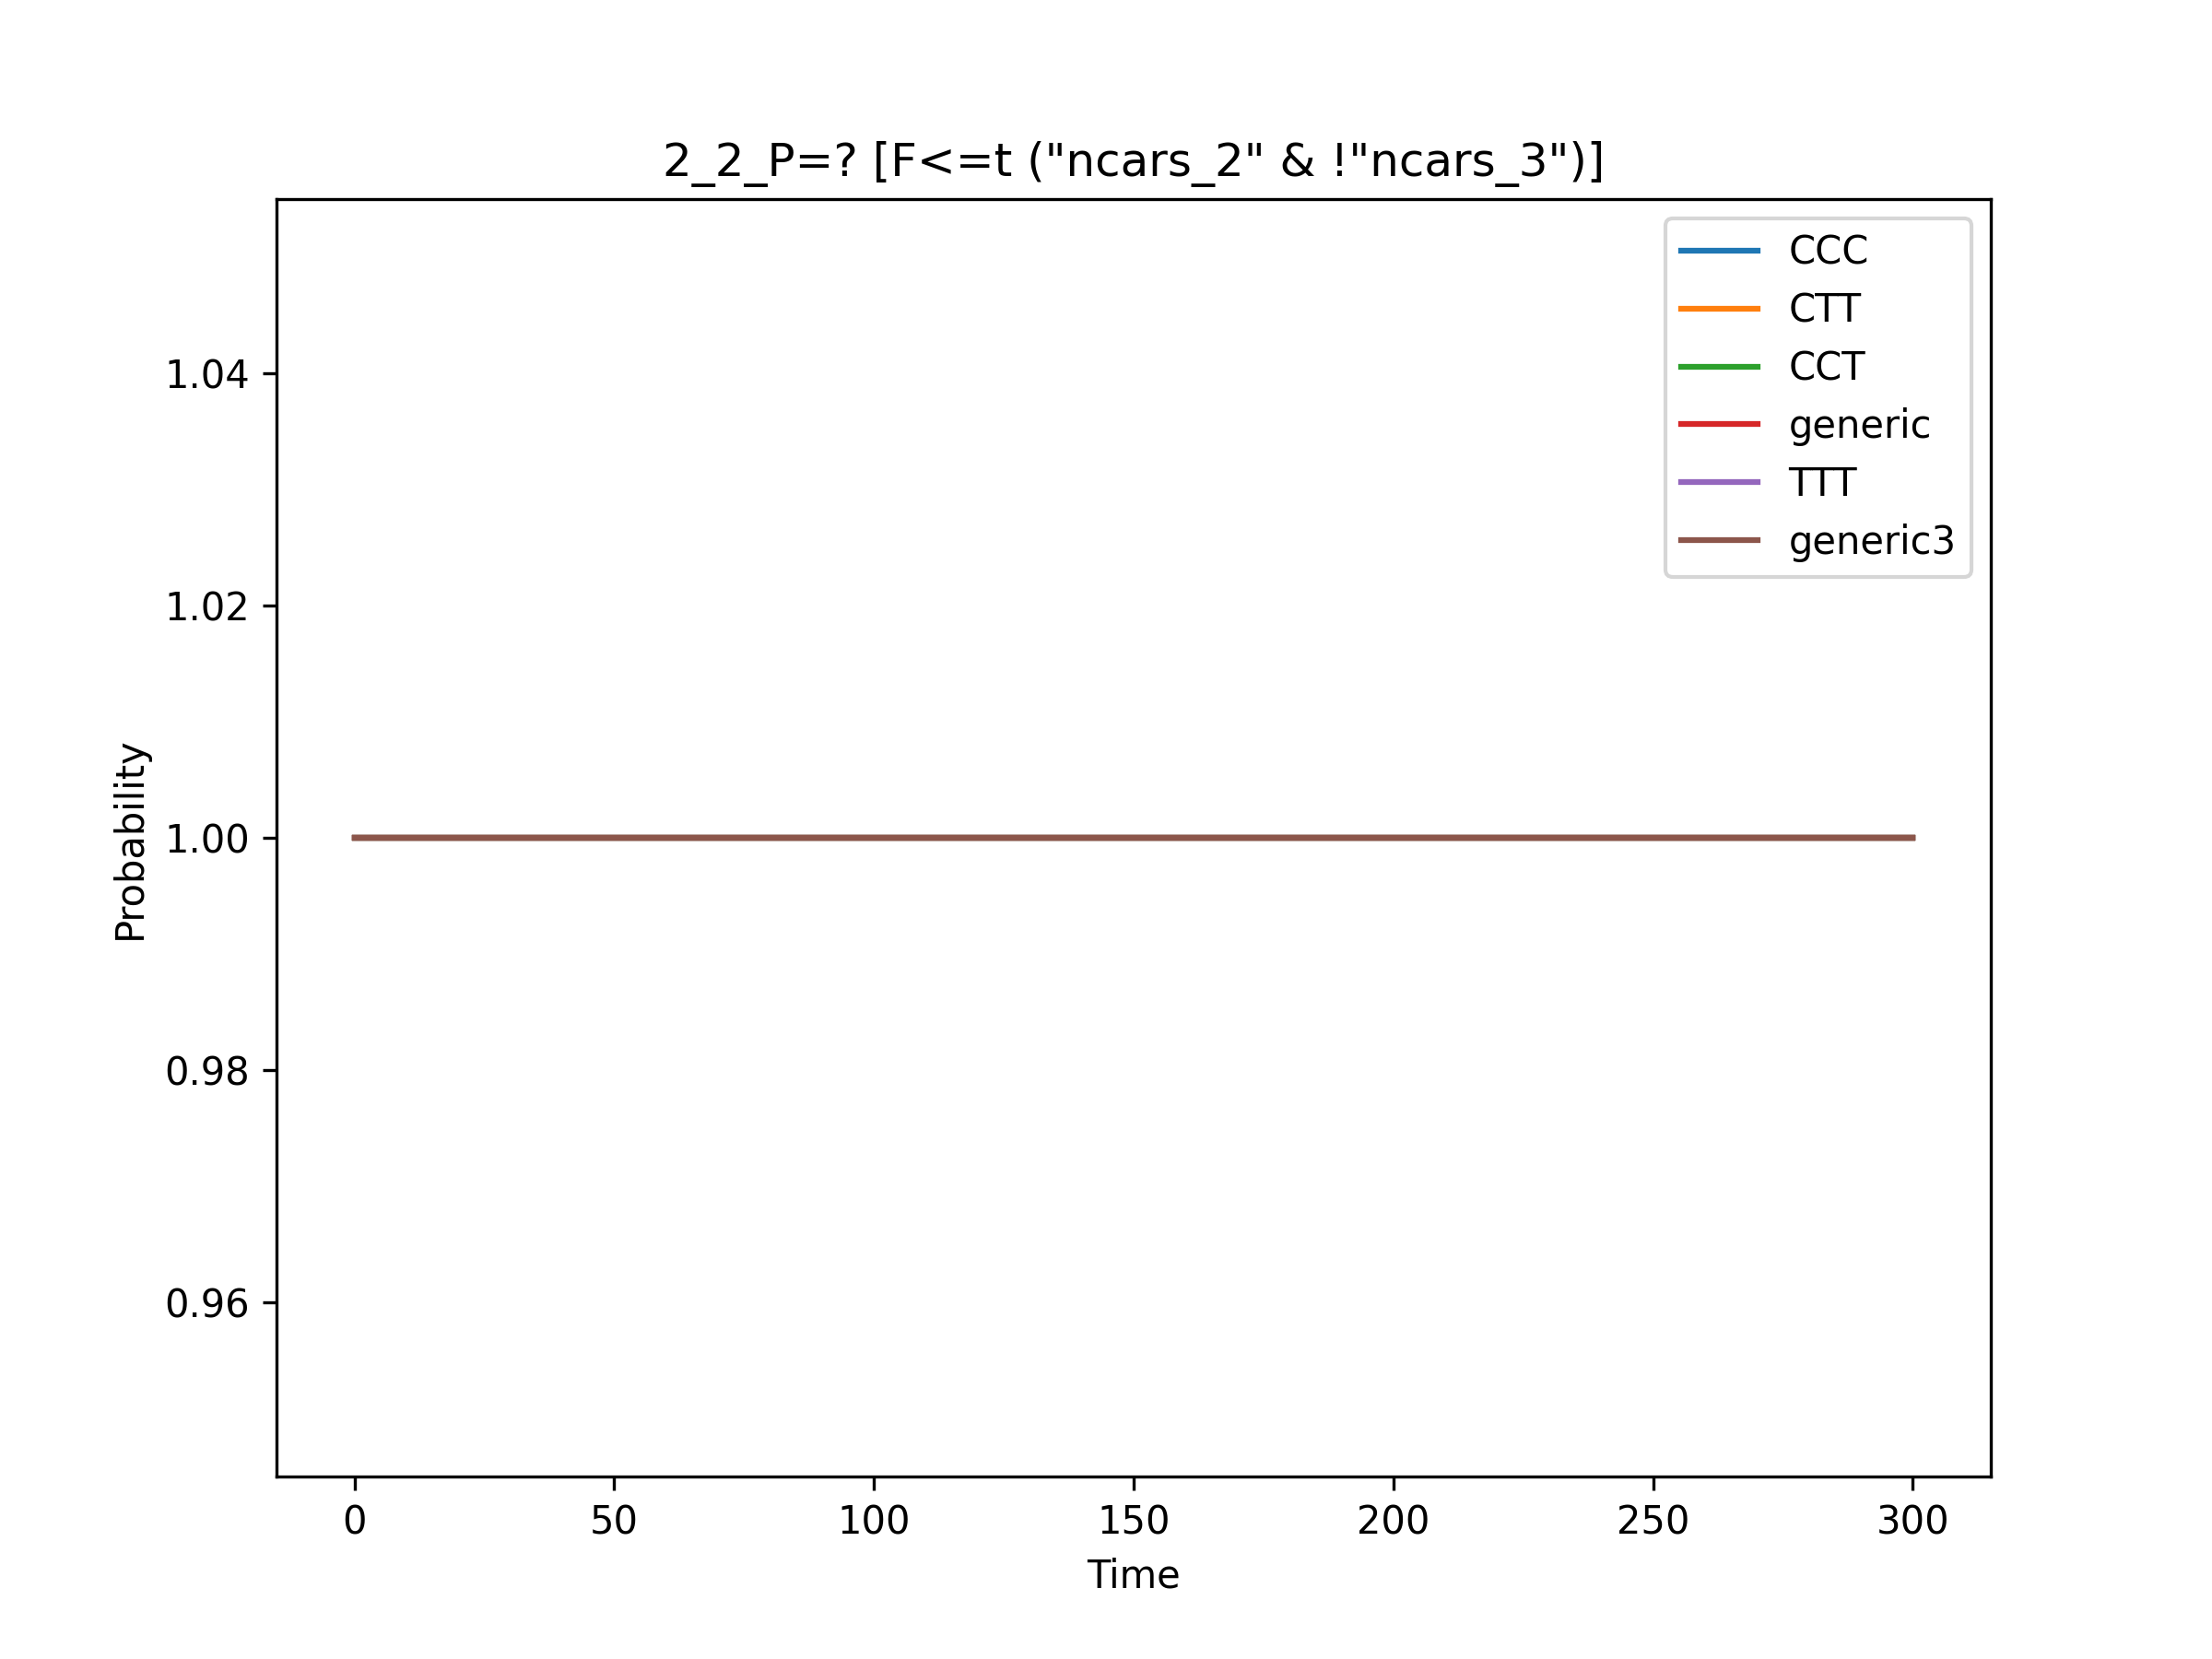 2_2_P=? [F<=t ("ncars_2" & !"ncars_3")]
CCC
CTT
CCT
generic
TTT
generic3
Probability
1.04
1.02
1.00
0.98
0.96
0 50 100 150 200 250 300
Time